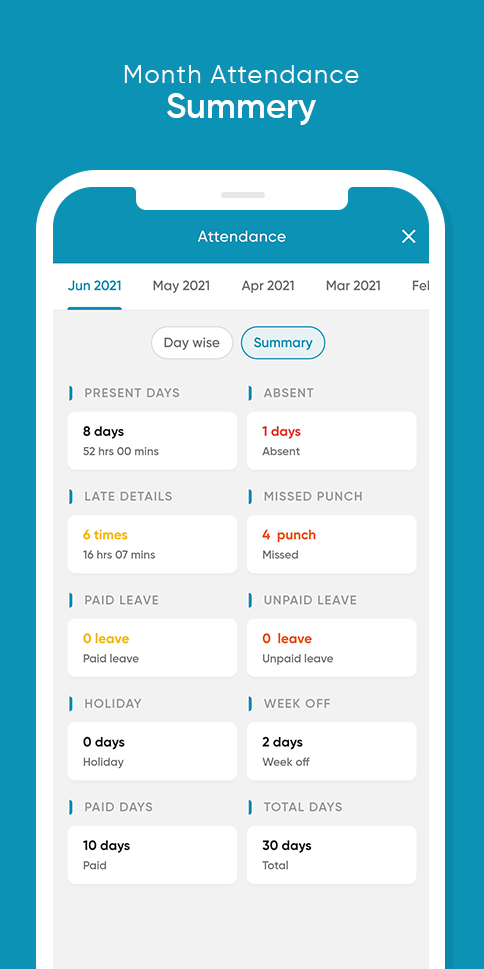 Month Attendance
Summery
Attendance
Jun 2021 May 2021 Apr 2021 Mar 2021
Day wise Summary
PRESENT DAYS ABSENT
8 days 1 days
52 hrs 00 mins Absent
LATE DETAILS MISSED PUNCH
6 times 4 punch
16 hrs 07 mins Missed
PAID LEAVE UNPAID LEAVE
0 leave 0 leave
Paid leave Unpaid leave
HOLIDAY WEEK OFF
0 days 2 days
Holiday Week off
PAID DAYS TOTAL DAYS
10 days 30 days
Paid Total